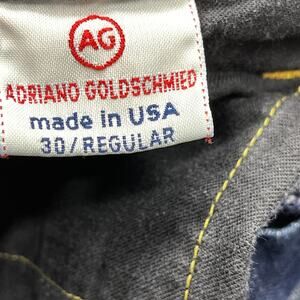 AG
ADRIANO GOLDSCHMIED
made in USA
30/REGULAR